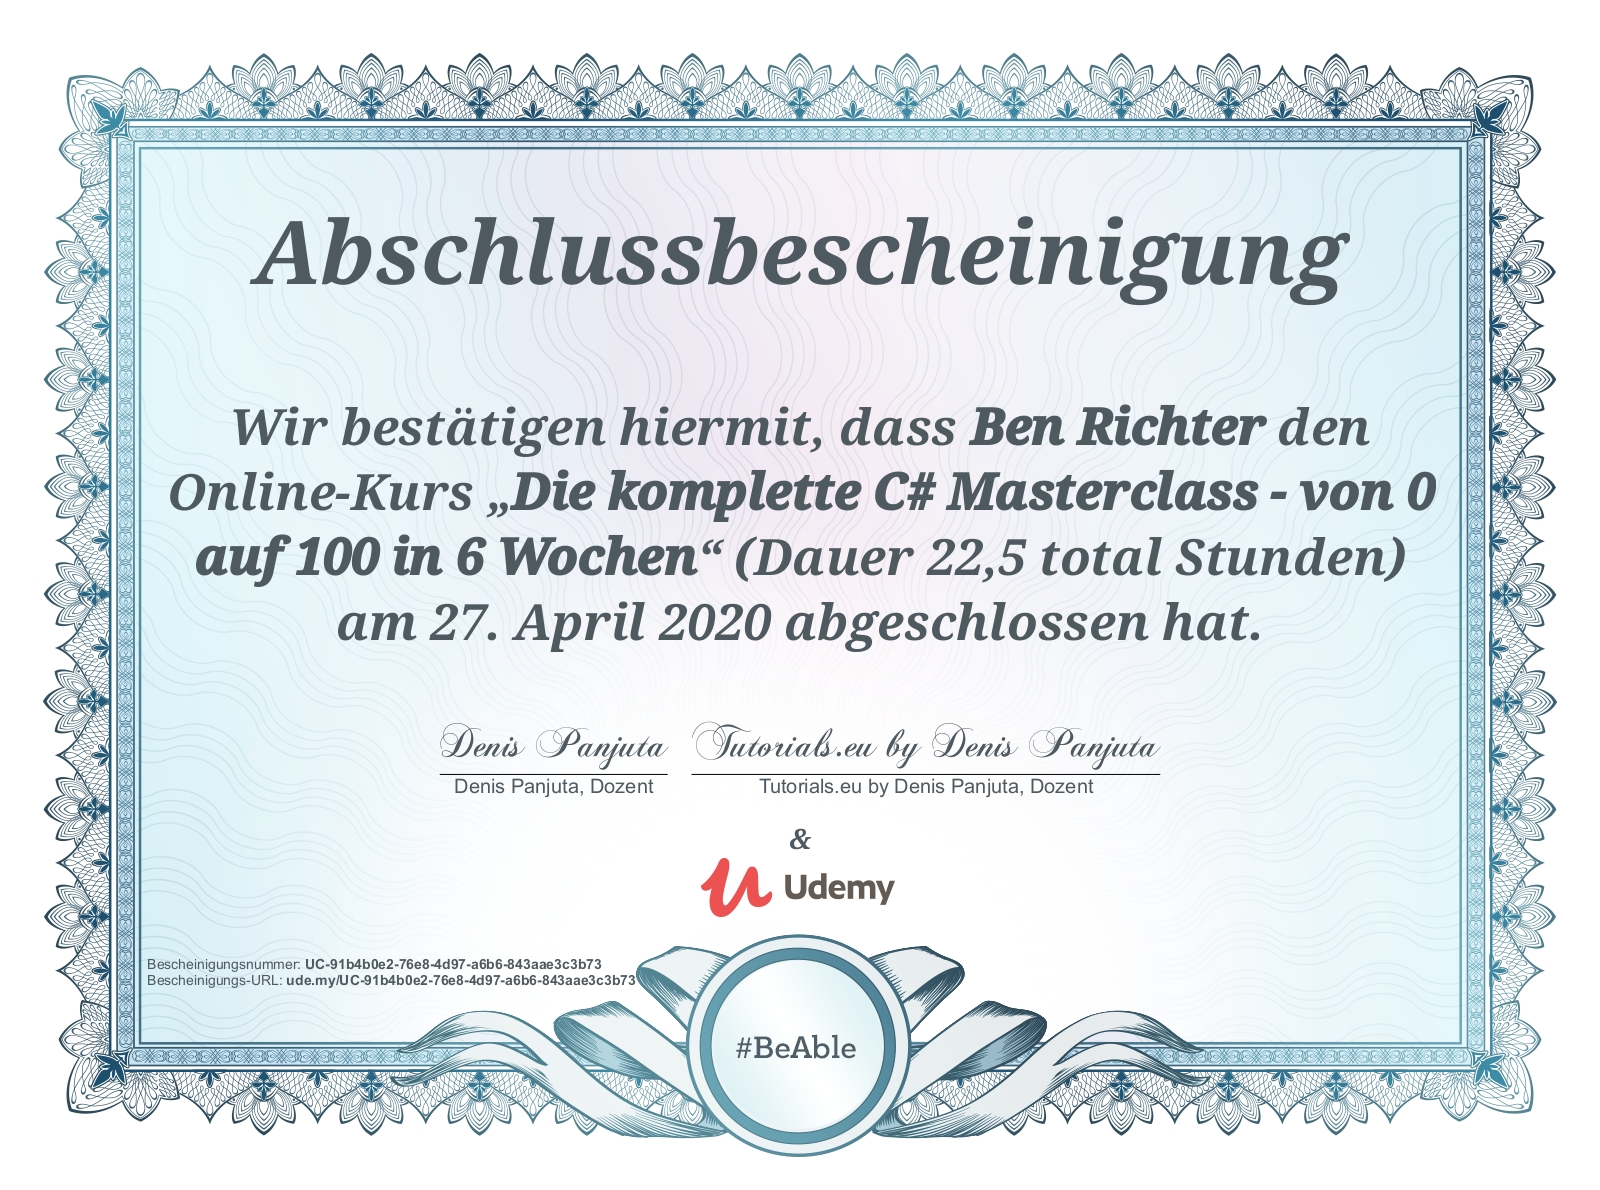 Abschlussbescheinigung
Wir bestätigen hiermit, dass Ben Richter den
Online-Kurs „Die komplette C# Masterclass - von 0
auf 100 in 6 Wochen“ (Dauer 22,5 total Stunden)
am 27. April 2020 abgeschlossen hat.
Denis Panjuta Tutorials.eu by Denis Panjuta
Denis Panjuta, Dozent Tutorials.eu by Denis Panjuta, Dozent
&
Udemy
Bescheinigungsnummer: UC-91b4b0e2-76e8-4d97-a6b6-843aae3c3b73
Bescheinigungs-URL: ude.my/UC-91b4b0e2-76e8-4d97-a6b6-843aae3c3b73
#BeAble